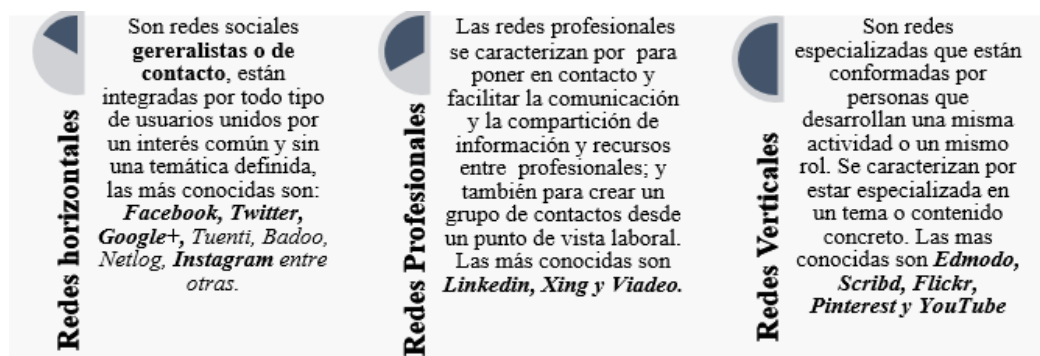 Redes horizontales
Son redes sociales
gereralistas o de
contacto, están
integradas por todo tipo
de usuarios unidos por
un interés común y sin
una temática definida,
las más conocidas son:
Facebook, Twitter,
Google+, Tuenti, Badoo,
Netlog, Instagram entre
otras.
Redes Profesionales
Las redes profesionales
se caracterizan por para
poner en contacto y
facilitar la comunicación
y la compartición de
información y recursos
entre profesionales; y
también para crear un
grupo de contactos desde
un punto de vista laboral.
Las más conocidas son
Linkedin, Xing y Viadeo.
Redes Verticales
Son redes
especializadas que están
conformadas por
personas que
desarrollan una misma
actividad o un mismo
rol. Se caracterizan por
estar especializada en
un tema o contenido
concreto. Las mas
conocidas son Edmodo,
Scribd, Flickr,
Pinterest y YouTube